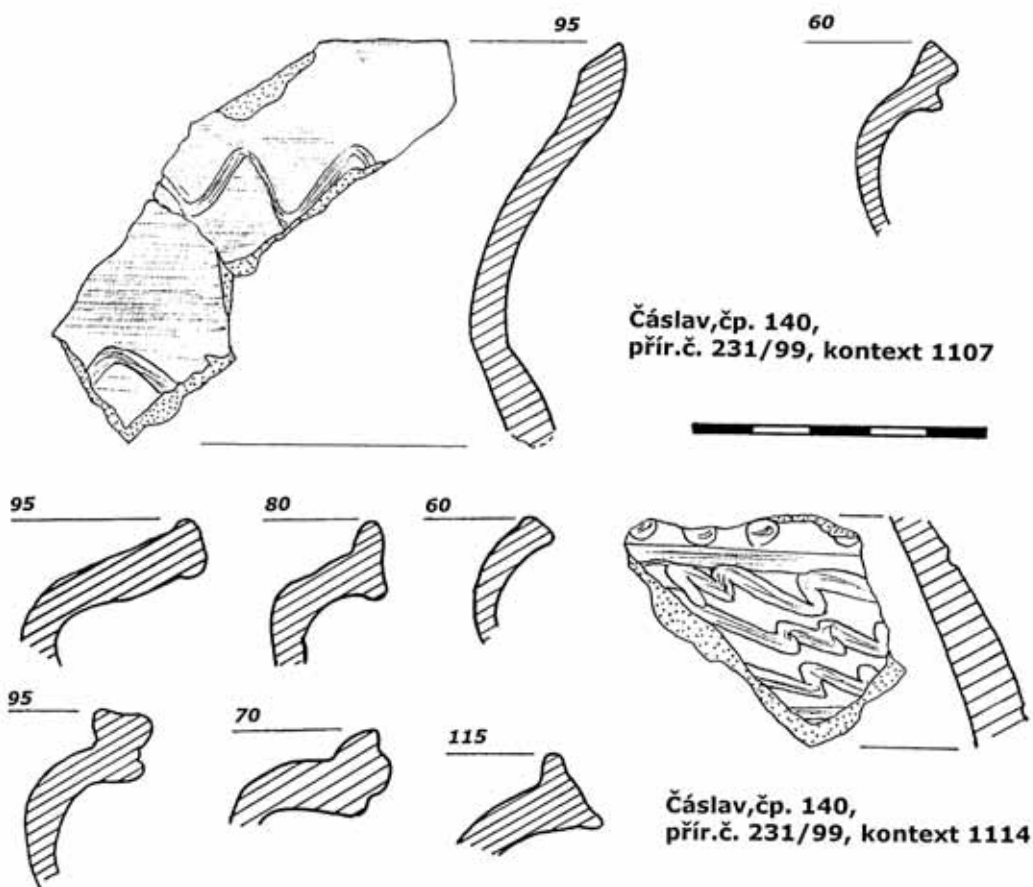 95
60
Čáslav,čp. 140,
přír.č. 231/99, kontext 1107
95
80
60
95
70
115
Čáslav,čp. 140,
přír.č. 231/99, kontext 1114